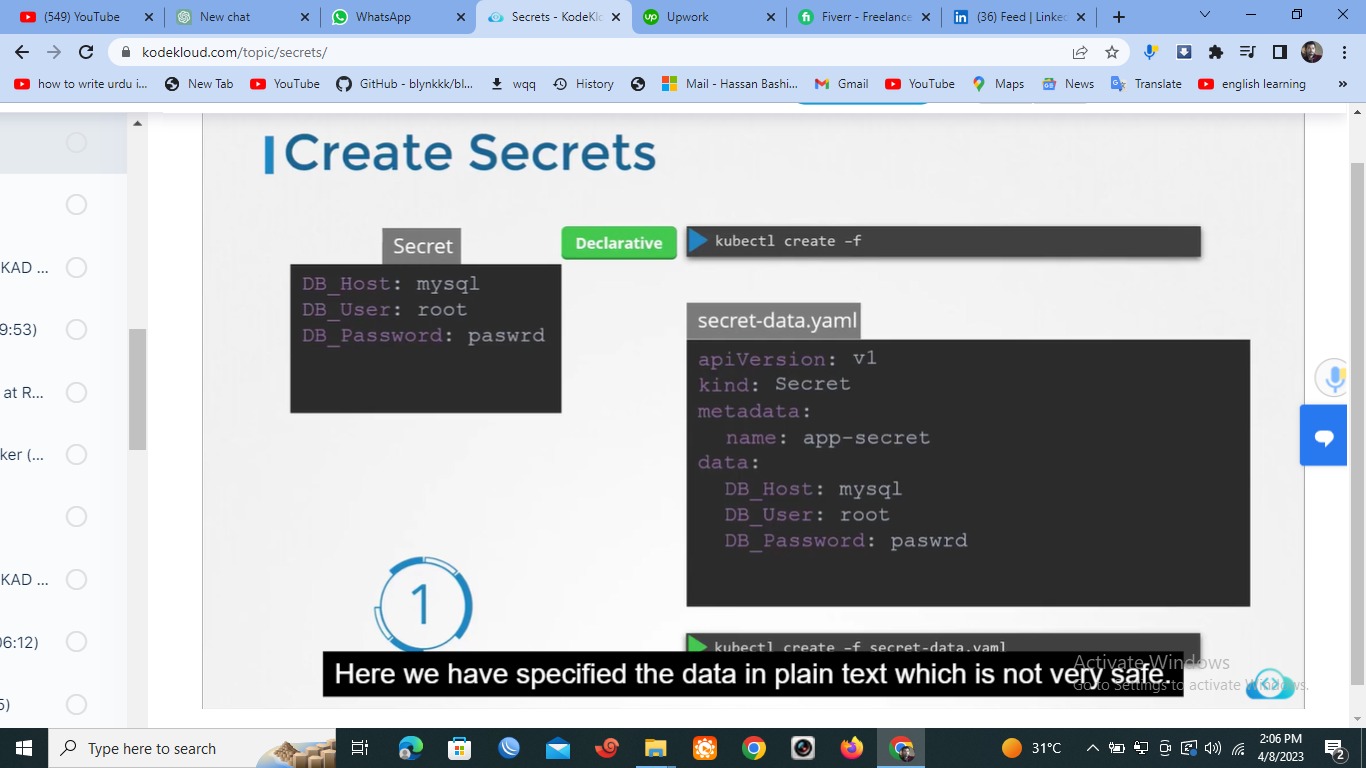 (549) YouTube
New chat
WhatsApp
Secrets - KodeKlo
Upwork
Fiverr - Freelance
(36) Feed | Linked
kodekloud.com/topic/secrets/
how to write urdu i...
New Tab
YouTube
GitHub - blynkkk/bl...
wqq
History
Mail - Hassan Bashi...
Gmail
YouTube
Maps
News
Translate
english learning
»
KAD ...
9:53)
at R...
ker (...
KAD ...
06:12)
5)
Create Secrets
Secret
DB_Host: mysql
DB_User: root
DB_Password: paswrd
Declarative
kubectl create –f
secret-data.yaml
apiVersion: v1
kind: Secret
metadata:
name: app-secret
data:
DB_Host: mysql
DB_User: root
DB_Password: paswrd
1
kubectl create –f secret-data.yaml
Here we have specified the data in plain text which is not very safe.
Activate Windows
Go to Settings to activate Windows.
Type here to search
31°C
2:06 PM
4/8/2023
2